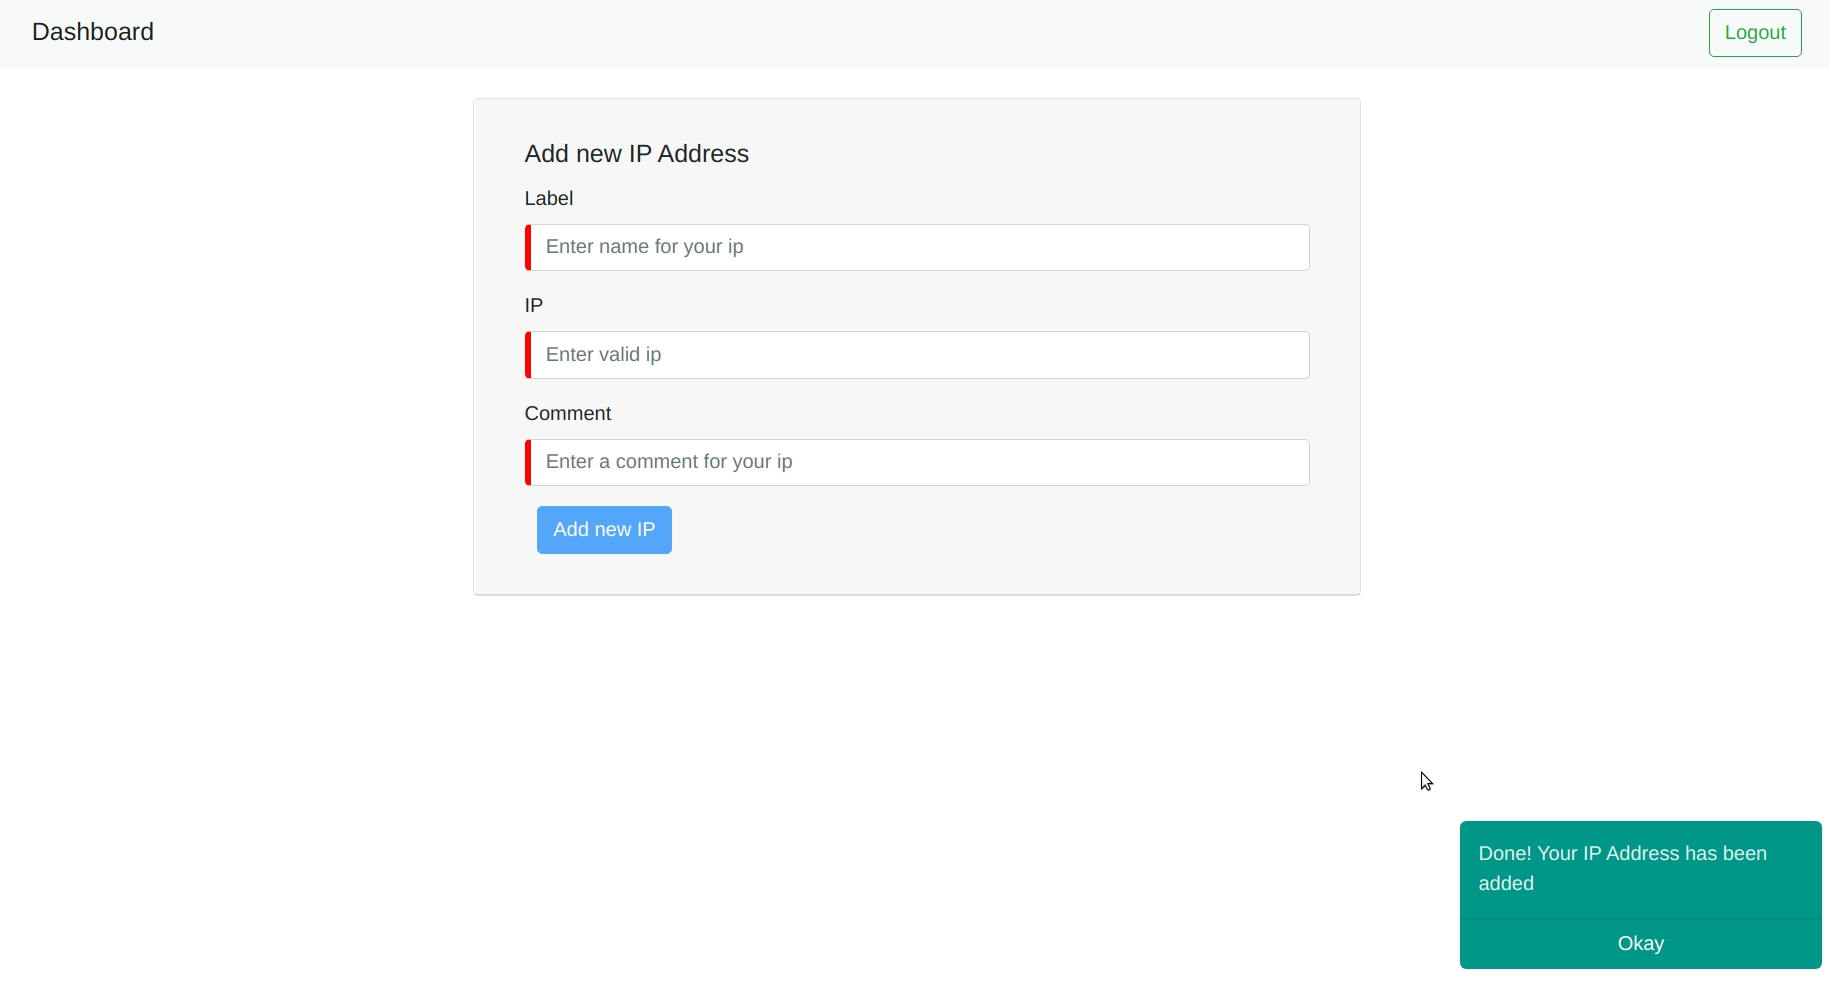 Dashboard
Logout
Add new IP Address
Label
Enter name for your ip
IP
Enter valid ip
Comment
Enter a comment for your ip
Add new IP
Done! Your IP Address has been
added
Okay